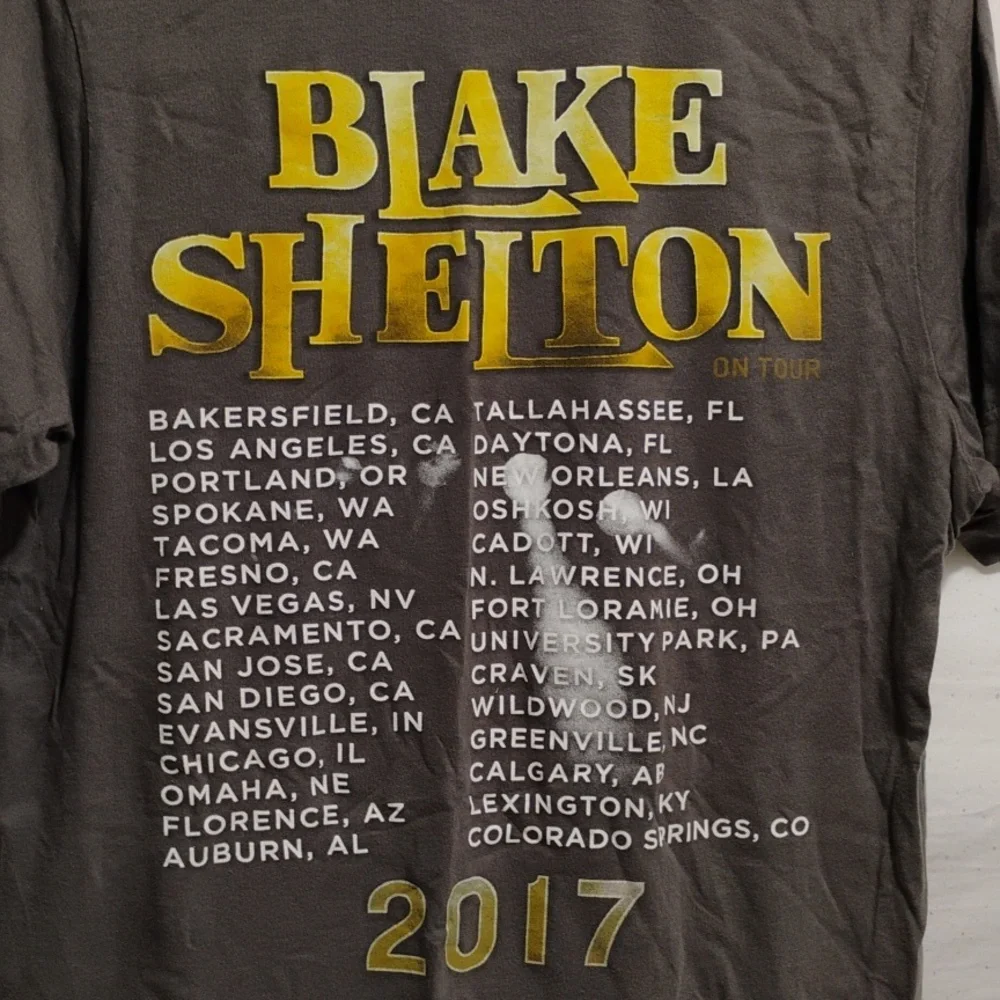 BLAKE
SHELTON
ON TOUR
BAKERSFIELD, CA
LOS ANGELES, CA
PORTLAND, OR
SPOKANE, WA
TACOMA, WA
FRESNO, CA
LAS VEGAS, NV
SACRAMENTO, CA
SAN JOSE, CA
SAN DIEGO, CA
EVANSVILLE, IN
CHICAGO, IL
OMAHA, NE
FLORENCE, AZ
AUBURN, AL
TALLAHASSEE, FL
DAYTONA, FL
NEW ORLEANS, LA
OSHKOSH, WI
CADOTT, WI
N. LAWRENCE, OH
FORT LORAMIE, OH
UNIVERSITY PARK, PA
CRAVEN, SK
WILDWOOD, NJ
GREENVILLE, NC
CALGARY, AB
LEXINGTON, KY
COLORADO SPRINGS, CO
2017